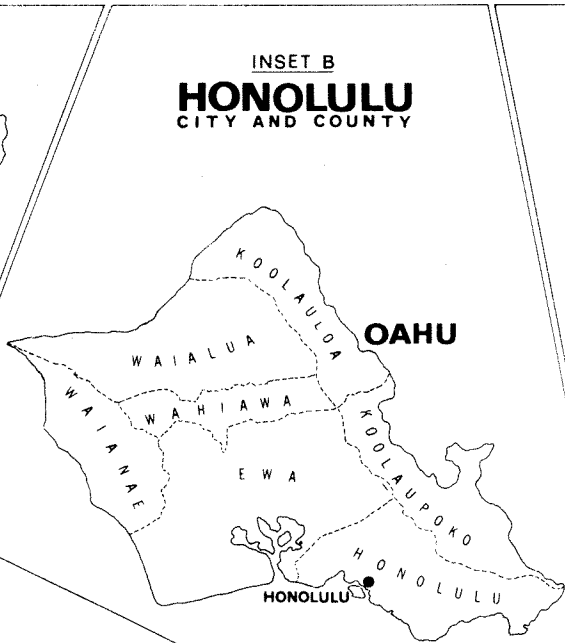 INSET B
HONOLULU
CITY AND COUNTY
KOOLAULOA
OAHU
WAIALUA
WAHIAWA
WAIANAE
KOOLAUPOKO
EWA
HONOLULU
HONOLULU